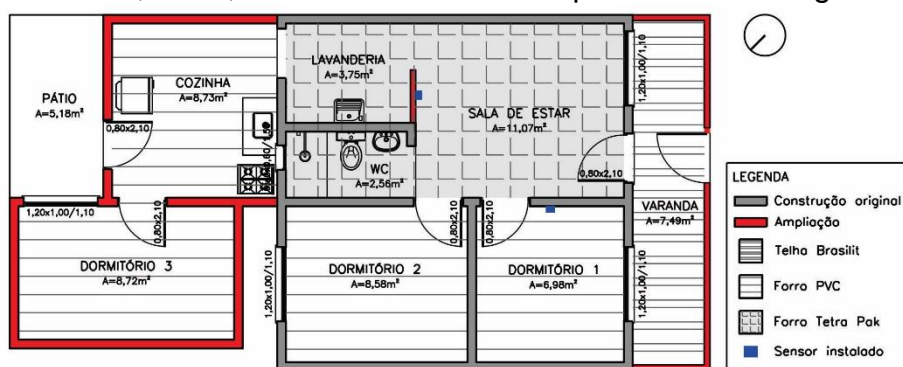 LAVANDERIA
A=3,75m²
COZINHA
A=8,73m²
PÁTIO
A=5,18m²
SALA DE ESTAR
A=11,07m²
1,20x1,00/1,10
0,80x2,10
WC
A=2,56m²
0,80x2,10
1,20x1,00/1,10
0,80x2,10
0,80x2,10
0,80x2,10
VARANDA
A=7,49m²
DORMITÓRIO 3
A=8,72m²
1,20x1,00/1,10
DORMITÓRIO 2
A=8,58m²
DORMITÓRIO 1
A=6,98m²
1,20x1,00/1,10
LEGENDA
Construção original
Ampliação
Telha Brasilit
Forro PVC
Forro Tetra Pak
Sensor instalado